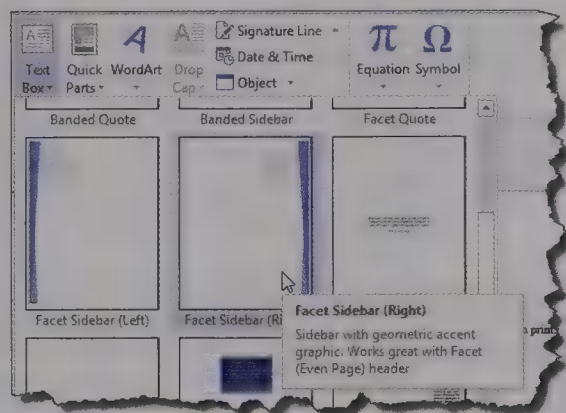 Text Box
Quick Parts
WordArt
Drop Cap
Signature Line
Date & Time
Object
Equation
Symbol
Banded Quote
Banded Sidebar
Facet Quote
Facet Sidebar (Left)
Facet Sidebar (Ri
Facet Sidebar (Right)
Sidebar with geometric accent
graphic. Works great with Facet
(Even Page) header
print